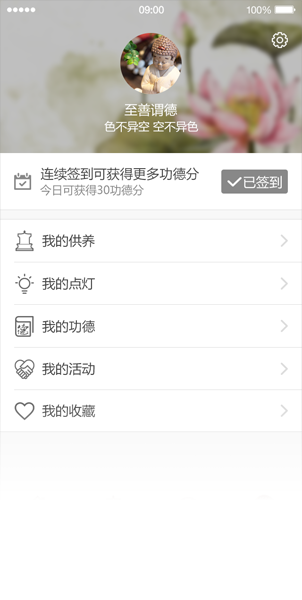 09:00
100%
至善谓德
色不异空 空不异色
连续签到可获得更多功德分
今日可获得30功德分
已签到
我的供养
我的点灯
我的功德
我的活动
我的收藏